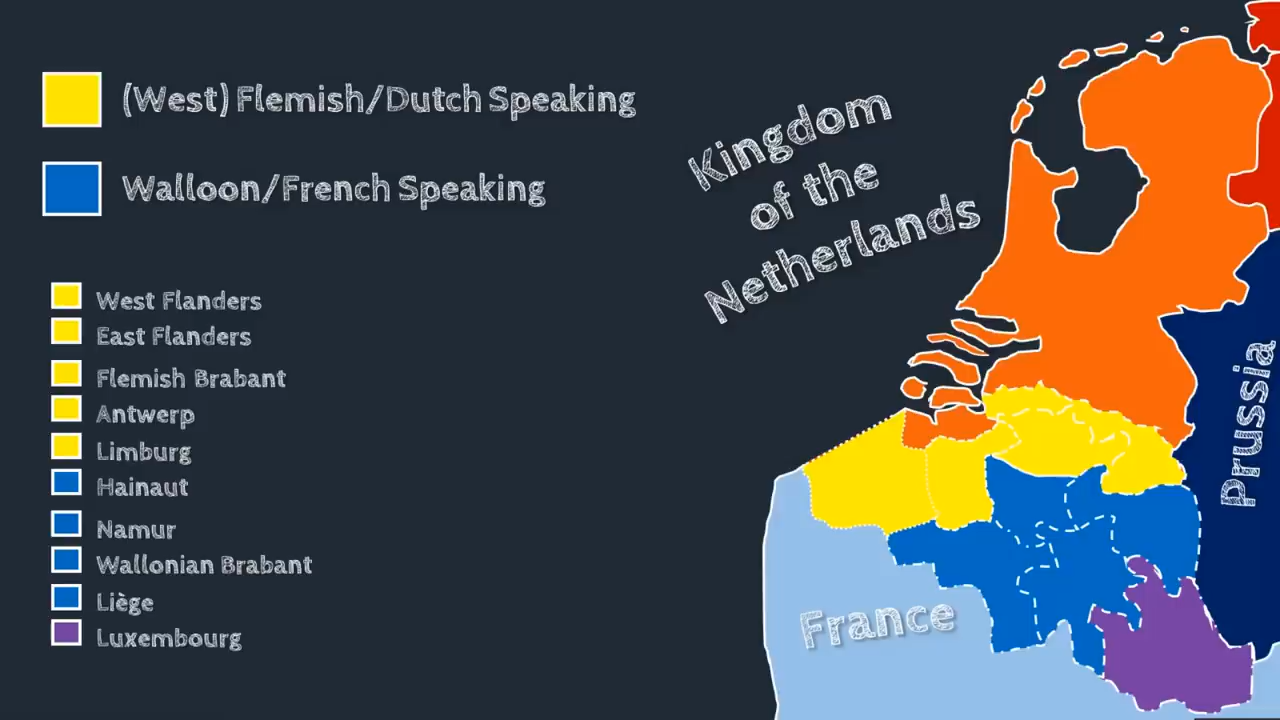 (West) Flemish/Dutch Speaking
Walloon/French Speaking
West Flanders
East Flanders
Flemish Brabant
Antwerp
Limburg
Hainaut
Namur
Wallonian Brabant
Liège
Luxembourg
Kingdom
of the
Netherlands
Prussia
France